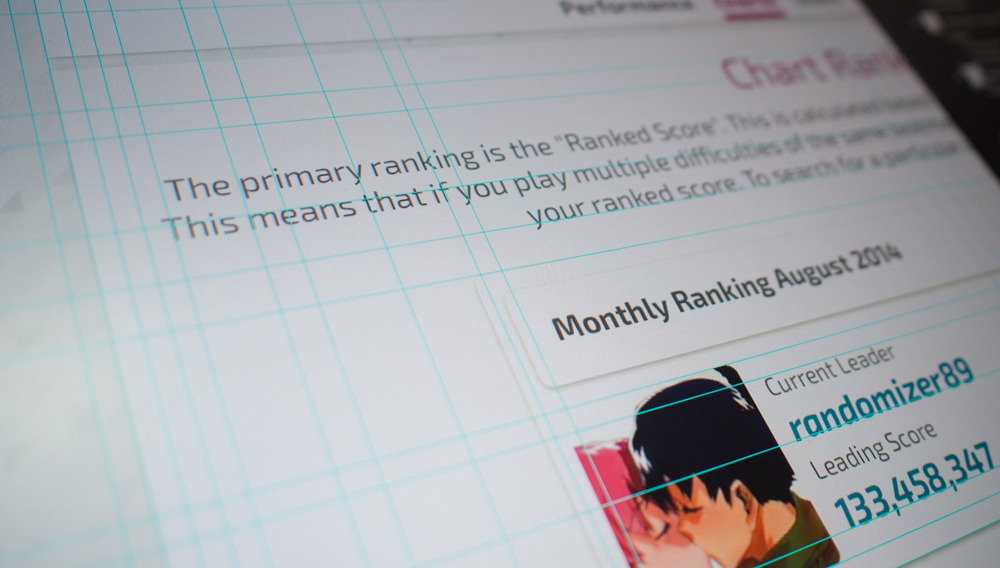 Performance
Chart Rank
The primary ranking is the "Ranked Score". This is calculated based
This means that if you play multiple difficulties of the same beatmap
your ranked score. To search for a particular
Monthly Ranking August 2014
Current Leader
randomizer89
Leading Score
133,458,347